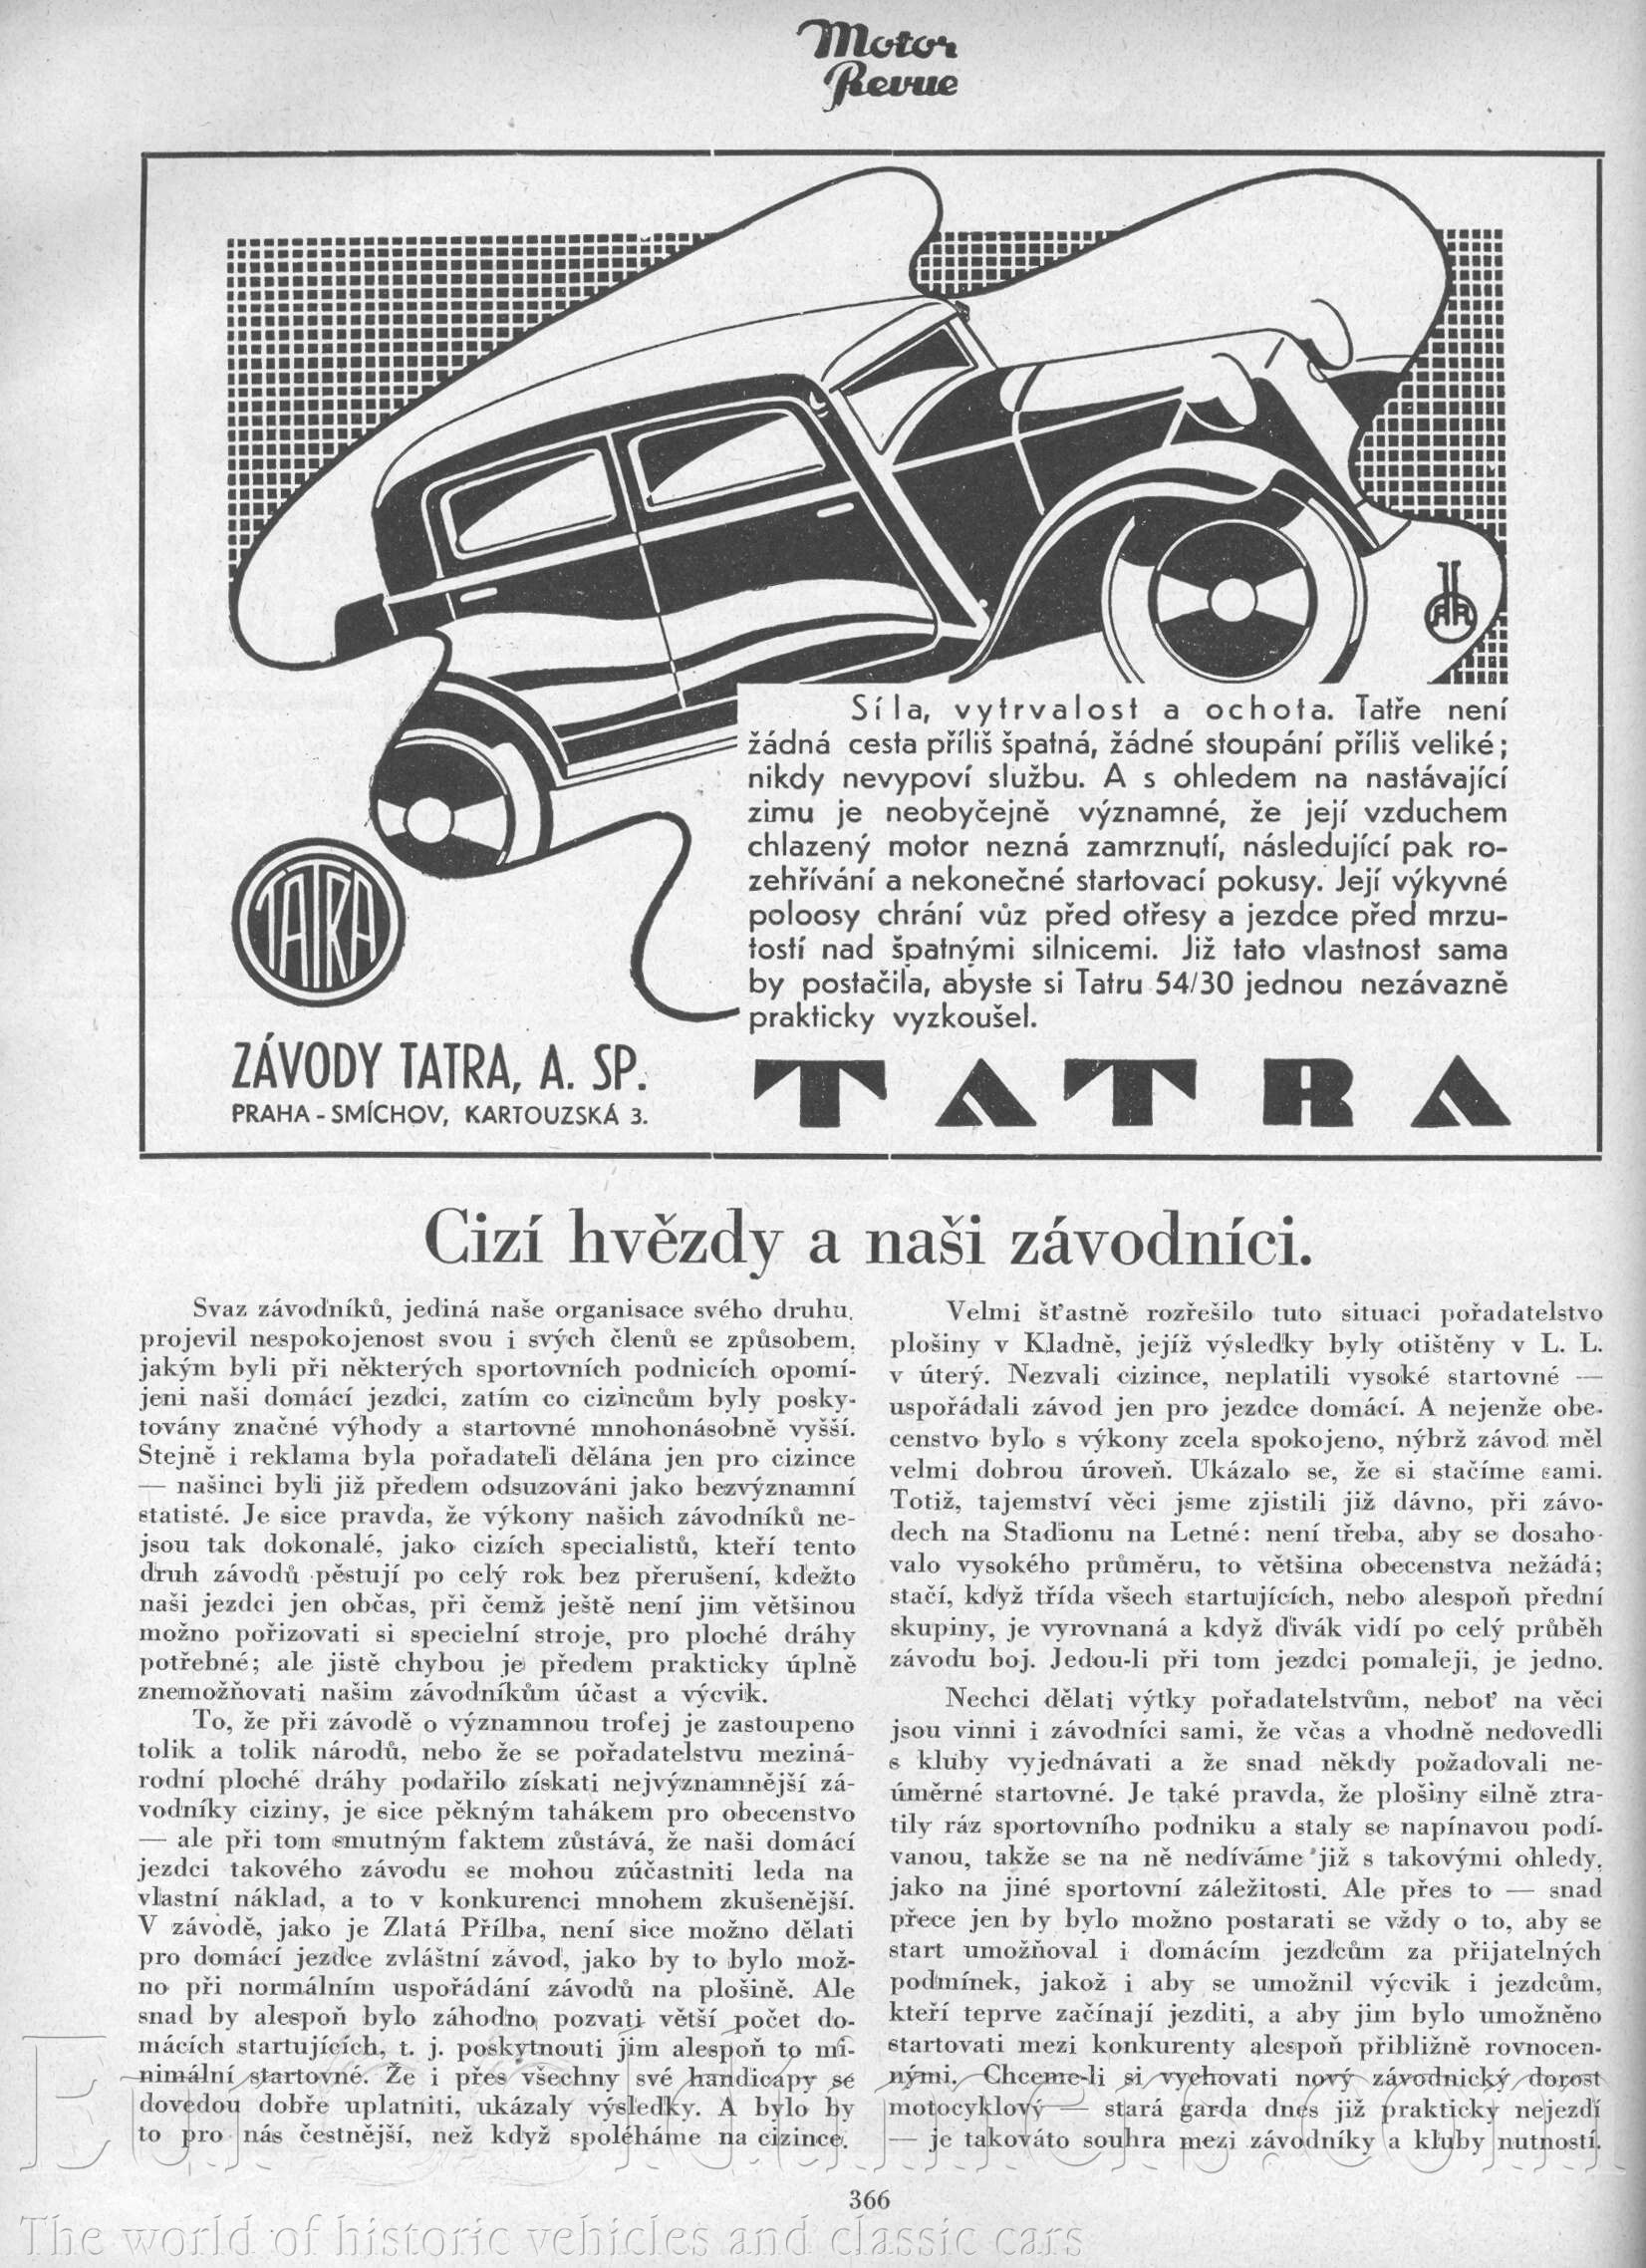 Motor
Revue
Síla, vytrvalost a ochota. Tatře není
žádná cesta příliš špatná, žádné stoupání příliš veliké;
nikdy nevypoví službu. A s ohledem na nastávající
zimu je neobyčejně významné, že její vzduchem
chlazený motor nezná zamrznutí, následující pak ro-
zehřívání a nekonečné startovací pokusy. Její výkyvné
poloosy chrání vůz před otřesy a jezdce před mrzu-
tostí nad špatnými silnicemi. Již tato vlastnost sama
by postačila, abyste si Tatru 54/30 jednou nezávazně
prakticky vyzkoušel.
TATRA
ZÁVODY TATRA, A. SP.
PRAHA - SMÍCHOV, KARTOUZSKÁ 3.
TATRA
Cizí hvězdy a naši závodníci.
Svaz závodníků, jediná naše organisace svého druhu,
projevil nespokojenost svou i svých členů se způsobem,
jakým byli při některých sportovních podnicích opomí-
jeni naši domácí jezdci, zatím co cizincům byly posky-
továny značné výhody a startovné mnohonásobně vyšší.
Stejně i reklama byla pořadateli dělána jen pro cizince
— našinci byli již předem odsuzováni jako bezvýznamní
statisté. Je sice pravda, že výkony našich závodníků ne-
jsou tak dokonalé, jako cizích specialistů, kteří tento
druh závodů pěstují po celý rok bez přerušení, kdežto
naši jezdci jen občas, při čemž ještě není jim většinou
možno pořizovati si specielní stroje, pro ploché dráhy
potřebné; ale jistě chybou je předem prakticky úplně
znemožňovati našim závodníkům účast a výcvik.
To, že při závodě o významnou trofej je zastoupeno
tolik a tolik národů, nebo že se pořadatelstvu meziná-
rodní ploché dráhy podařilo získati nejvýznamnější zá-
vodníky ciziny, je sice pěkným tahákem pro obecenstvo
— ale při tom smutným faktem zůstává, že naši domácí
jezdci takového závodu se mohou zúčastniti leda na
vlastní náklad, a to v konkurenci mnohem zkušenější.
V závodě, jako je Zlatá Přílba, není sice možno dělati
pro domácí jezdce zvláštní závod, jako by to bylo mož-
no při normálním uspořádání závodů na plošině. Ale
snad by alespoň bylo záhodno pozvati větší počet do-
mácích startujících, t. j. poskytnouti jim alespoň to mi-
nimální startovné. Že i přes všechny své handicapy se
dovedou dobře uplatniti, ukázaly výsledky. A bylo by
to pro nás čestnější, než když spoléháme na cizince.
Velmi šťastně rozřešilo tuto situaci pořadatelstvo
plošiny v Kladně, jejíž výsledky byly otištěny v L. L.
v úterý. Nezvali cizince, neplatili vysoké startovné —
uspořádali závod jen pro jezdce domácí. A nejenže obe-
censtvo bylo s výkony zcela spokojeno, nýbrž závod měl
velmi dobrou úroveň. Ukázalo se, že si stačíme sami.
Totiž, tajemství věci jsme zjistili již dávno, při závo-
dech na Stadionu na Letné: není třeba, aby se dosaho-
valo vysokého průměru, to většina obecenstva nežádá;
stačí, když třída všech startujících, nebo alespoň přední
skupiny, je vyrovnaná a když divák vidí po celý průběh
závodu boj. Jedou-li při tom jezdci pomaleji, je jedno.
Nechci dělati výtky pořadatelstvům, neboť na věci
jsou vinni i závodníci sami, že včas a vhodně nedovedli
s kluby vyjednávati a že snad někdy požadovali ne-
úměrné startovné. Je také pravda, že plošiny silně ztra-
tily ráz sportovního podniku a staly se napínavou podí-
vanou, takže se na ně nedíváme již s takovými ohledy,
jako na jiné sportovní záležitosti. Ale přes to — snad
přece jen by bylo možno postarati se vždy o to, aby se
start umožňoval i domácím jezdcům za přijatelných
podmínek, jakož i aby se umožnil výcvik i jezdcům,
kteří teprve začínají jezditi, a aby jim bylo umožněno
startovati mezi konkurenty alespoň přibližně rovnocen-
nými. Chceme-li si vychovati nový závodnický dorost
motocyklový — stará garda dnes již prakticky nejezdí
— je takováto souhra mezi závodníky a kluby nutností.
366
The world of historic vehicles and classic cars